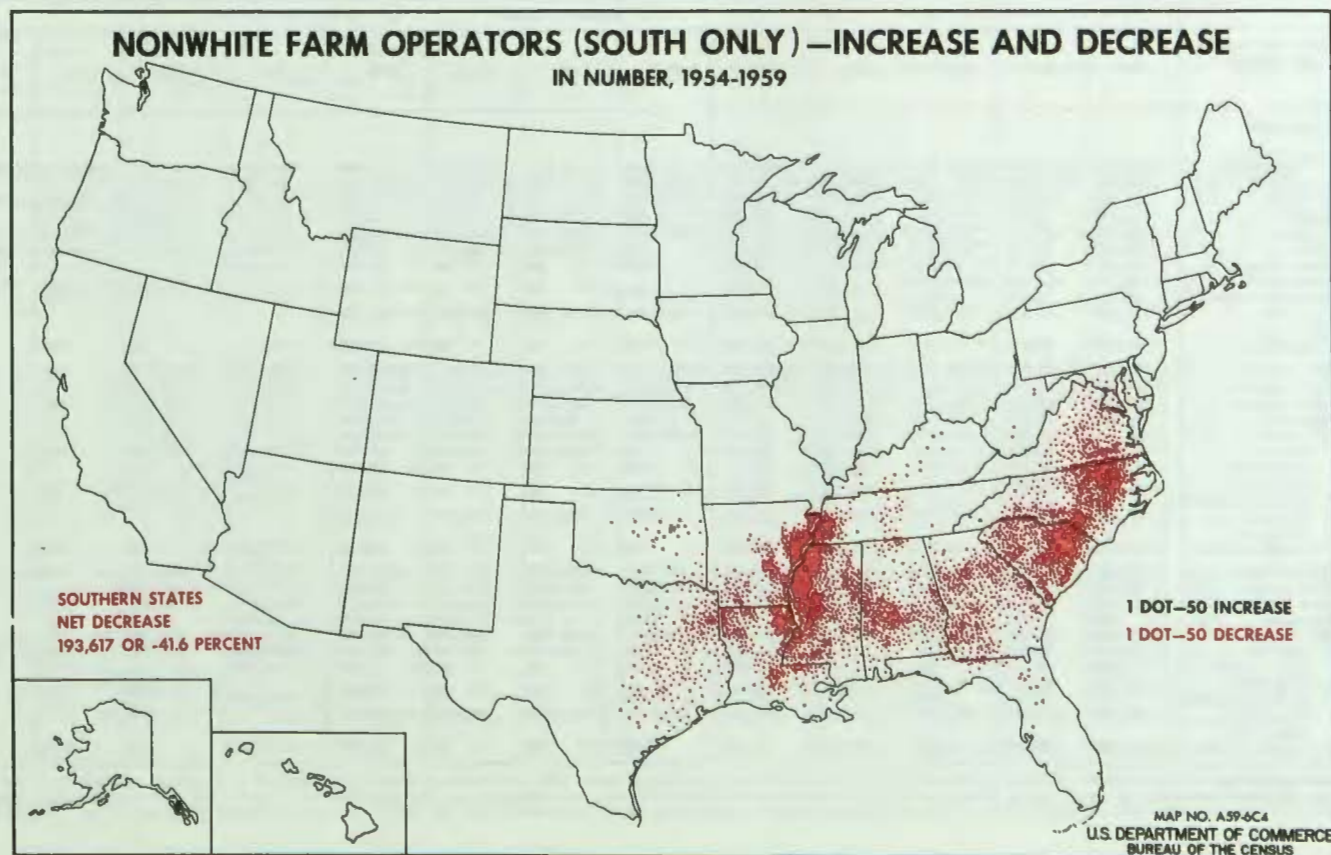 NONWHITE FARM OPERATORS (SOUTH ONLY)—INCREASE AND DECREASE
IN NUMBER, 1954-1959
SOUTHERN STATES
NET DECREASE
193,617 OR -41.6 PERCENT
1 DOT—50 INCREASE
1 DOT—50 DECREASE
MAP NO. A59-6C4
U.S. DEPARTMENT OF COMMERCE
BUREAU OF THE CENSUS